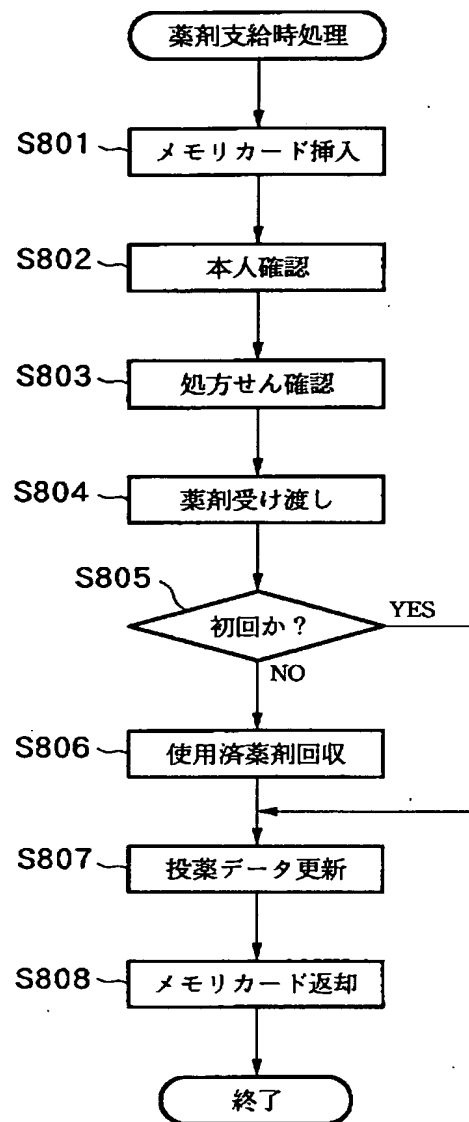 薬剤支給時処理
S801
メモリカード挿入
S802
本人確認
S803
処方せん確認
S804
薬剤受け渡し
S805
初回か?
YES
NO
S806
使用済薬剤回収
S807
投薬データ更新
S808
メモリカード返却
終了